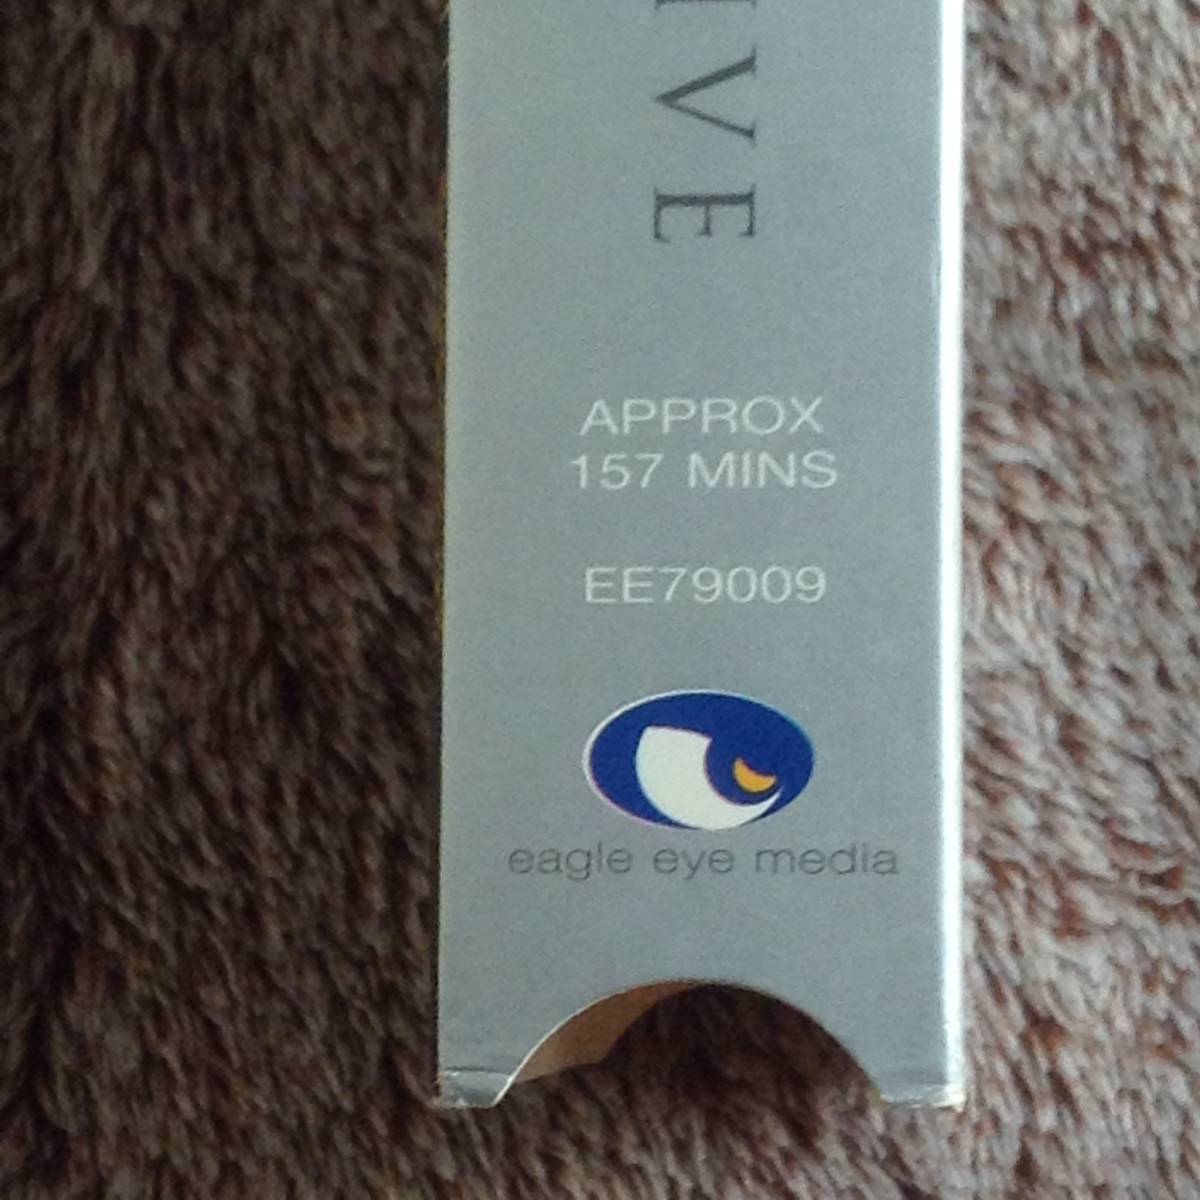 IVE
APPROX
157 MINS
EE79009
eagle eye media